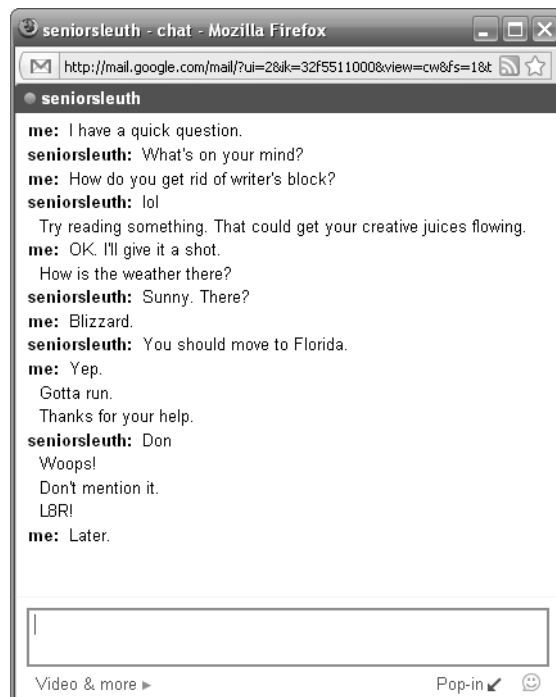 seniorsleuth - chat - Mozilla Firefox
http://mail.google.com/mail/?ui=2&ik=32f5511000&view=cw&fs=1&t
seniorsleuth
me: I have a quick question.
seniorsleuth: What's on your mind?
me: How do you get rid of writer's block?
seniorsleuth: lol
Try reading something. That could get your creative juices flowing.
me: OK. I'll give it a shot.
How is the weather there?
seniorsleuth: Sunny. There?
me: Blizzard.
seniorsleuth: You should move to Florida.
me: Yep.
Gotta run.
Thanks for your help.
seniorsleuth: Don
Woops!
Don't mention it.
L8R!
me: Later.
Video & more ▸ Pop-in